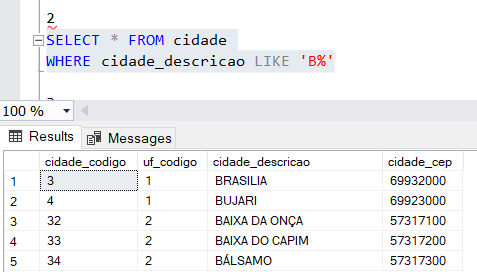 2
SELECT * FROM cidade
WHERE cidade_descricao LIKE 'B%'
100 %
Results Messages
cidade_codigo uf_codigo cidade_descricao cidade_cep
1 3 1 BRASILIA 69932000
2 4 1 BUJARI 69923000
3 32 2 BAIXA DA ONÇA 57317100
4 33 2 BAIXA DO CAPIM 57317200
5 34 2 BÁLSAMO 57317300